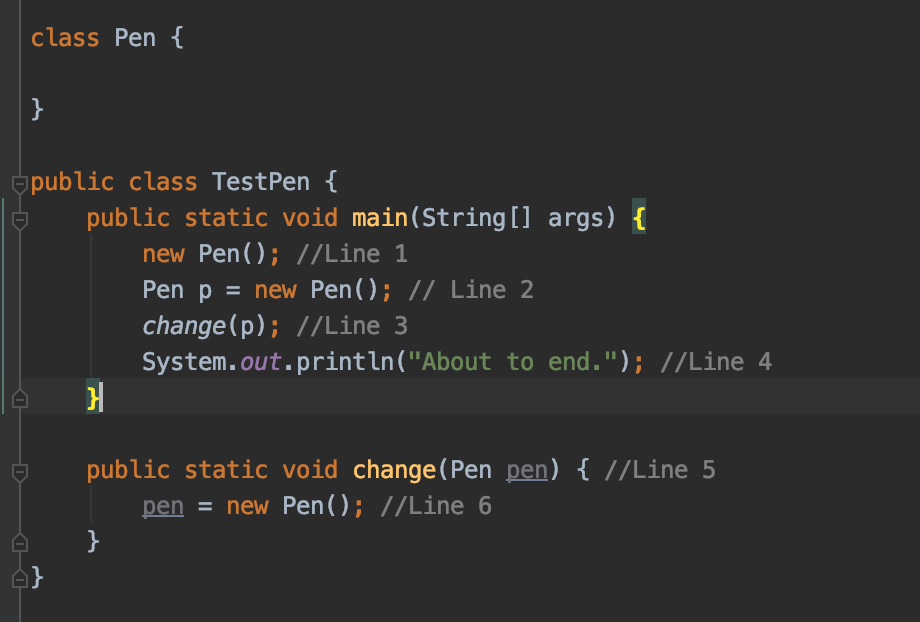 class Pen {
}
public class TestPen {
public static void main(String[] args) {
new Pen(); //Line 1
Pen p = new Pen(); // Line 2
change(p); //Line 3
System.out.println("About to end."); //Line 4
}
public static void change(Pen pen) { //Line 5
pen = new Pen(); //Line 6
}
}